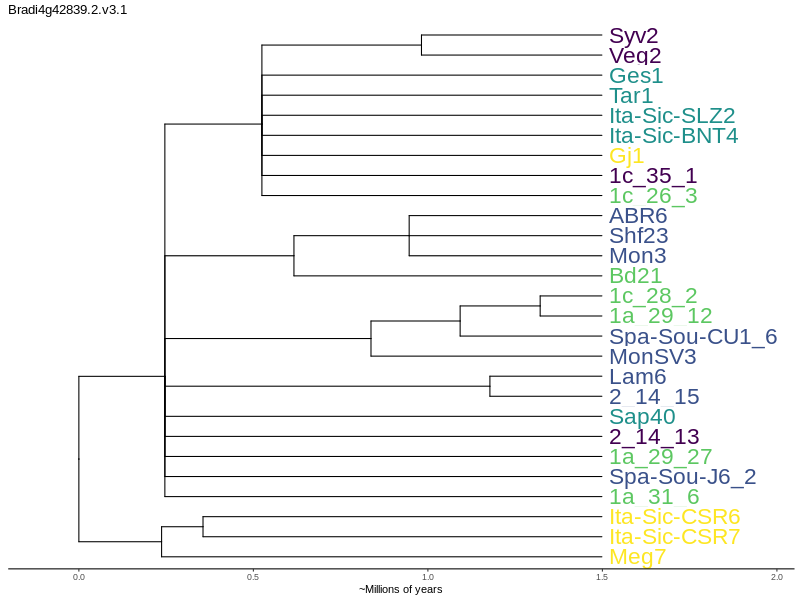 Bradi4g42839.2.v3.1
Syv2
Veq2
Ges1
Tar1
Ita-Sic-SLZ2
Ita-Sic-BNT4
Gj1
1c_35_1
1c_26_3
ABR6
Shf23
Mon3
Bd21
1c_28_2
1a_29_12
Spa-Sou-CU1_6
MonSV3
Lam6
2_14_15
Sap40
2_14_13
1a_29_27
Spa-Sou-J6_2
1a_31_6
Ita-Sic-CSR6
Ita-Sic-CSR7
Meg7
0.0 0.5 1.0 1.5 2.0
~Millions of years